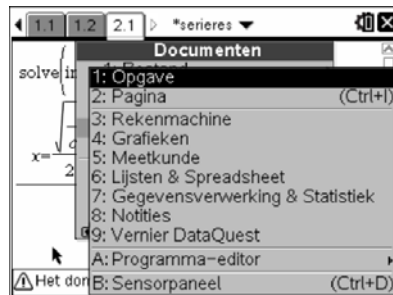 1.1 1.2 2.1 *serieres
Documenten
solve
1: Opgave
2: Pagina (Ctrl+I)
3: Rekenmachine
4: Grafieken
5: Meetkunde
x=
2
6: Lijsten & Spreadsheet
7: Gegevensverwerking & Statistiek
8: Notities
9: Vernier DataQuest
A: Programma-editor
Het don
B: Sensorpaneel (Ctrl+D)